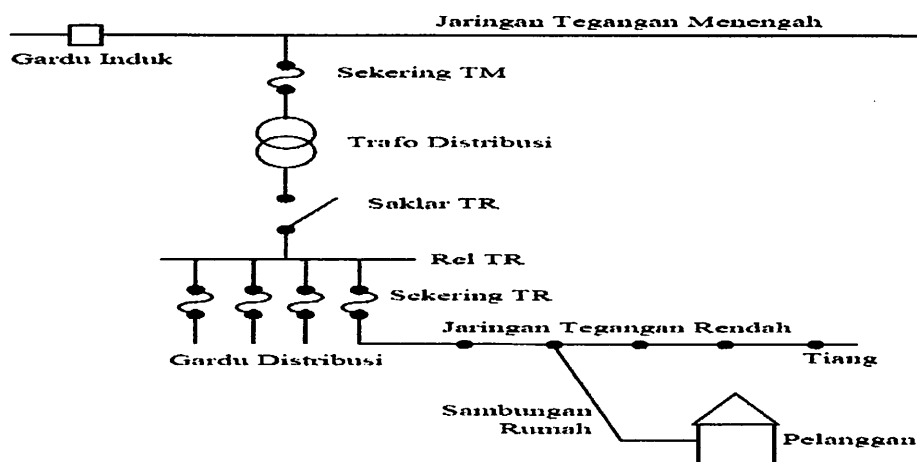 Jaringan Tegangan Menengah
Gardu Induk
Sekering TM
Trafo Distribusi
Saklar TR
Rel TR
Sekering TR
Jaringan Tegangan Rendah
Gardu Distribusi
Tiang
Sambungan
Rumah
Pelanggan